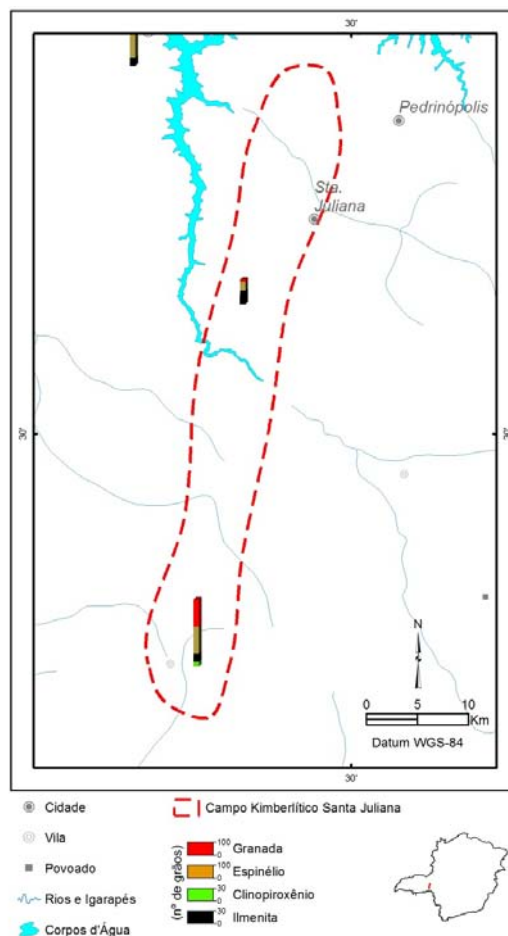 30'
Pedrinópolis
Sta.
Juliana
30'
30'
N
0 5 10
Km
Datum WGS-84
30'
Cidade
Vila
Povoado
Rios e Igarapés
Corpos d'Água
Campo Kimberlítico Santa Juliana
(nº de grãos)
100
0
Granada
100
0
Espinélio
30
0
Clinopiroxênio
30
0
Ilmenita